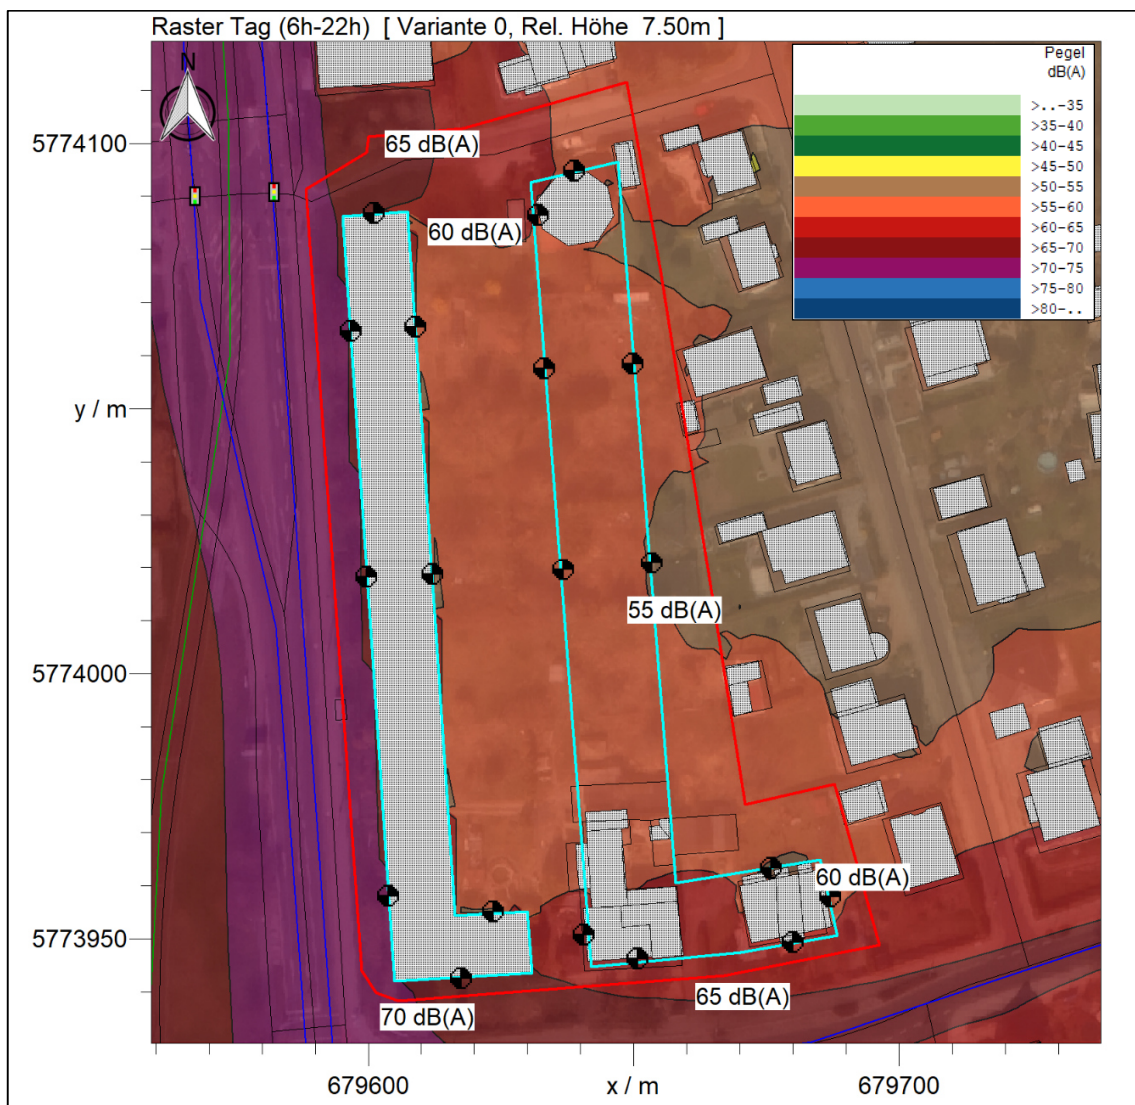 Raster Tag (6h-22h) [ Variante 0, Rel. Höhe 7.50m ]
N
Pegel
dB(A)
>..-35
>35-40
>40-45
>45-50
>50-55
>55-60
>60-65
>65-70
>70-75
>75-80
>80-..
5774100
65 dB(A)
60 dB(A)
y / m
55 dB(A)
5774000
60 dB(A)
5773950
65 dB(A)
70 dB(A)
679600
x / m
679700